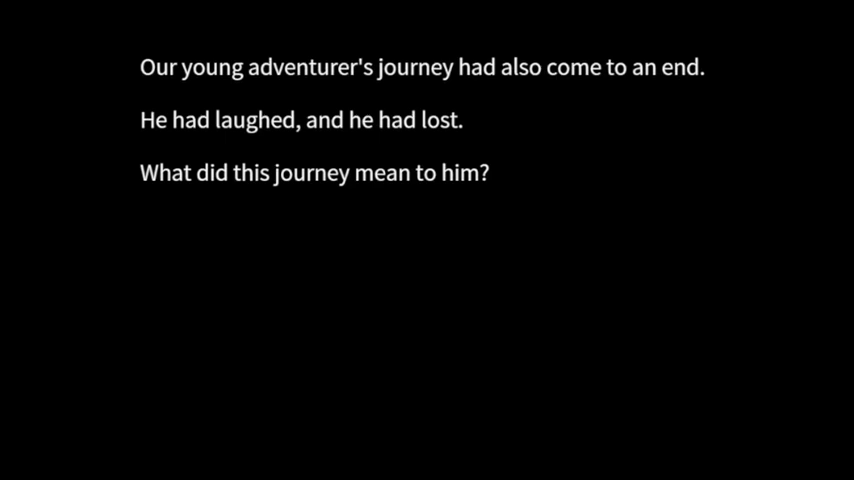 Our young adventurer's journey had also come to an end.
He had laughed, and he had lost.
What did this journey mean to him?